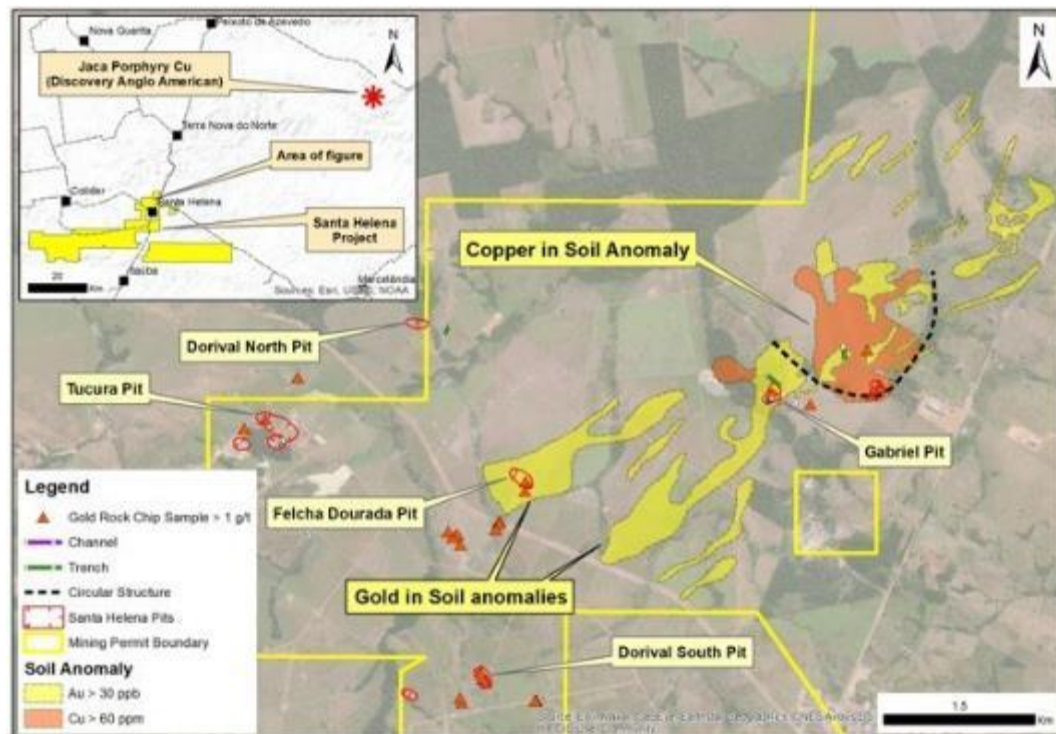 Nova Guarita
Peixoto de Azevedo
N
Jaca Porphyry Cu
(Discovery Anglo American)
Terra Nova do Norte
Area of figure
Colider
Santa Helena
Santa Helena
Project
Itaúba
20
Km
Marcelândia
Sources: Esri, USGS, NOAA
N
Copper in Soil Anomaly
Dorival North Pit
Tucura Pit
Gabriel Pit
Felcha Dourada Pit
Gold in Soil anomalies
Dorival South Pit
Legend
Gold Rock Chip Sample > 1 g/t
Channel
Trench
Circular Structure
Santa Helena Pits
Mining Permit Boundary
Soil Anomaly
Au > 30 ppb
Cu > 60 ppm
1.5
Km